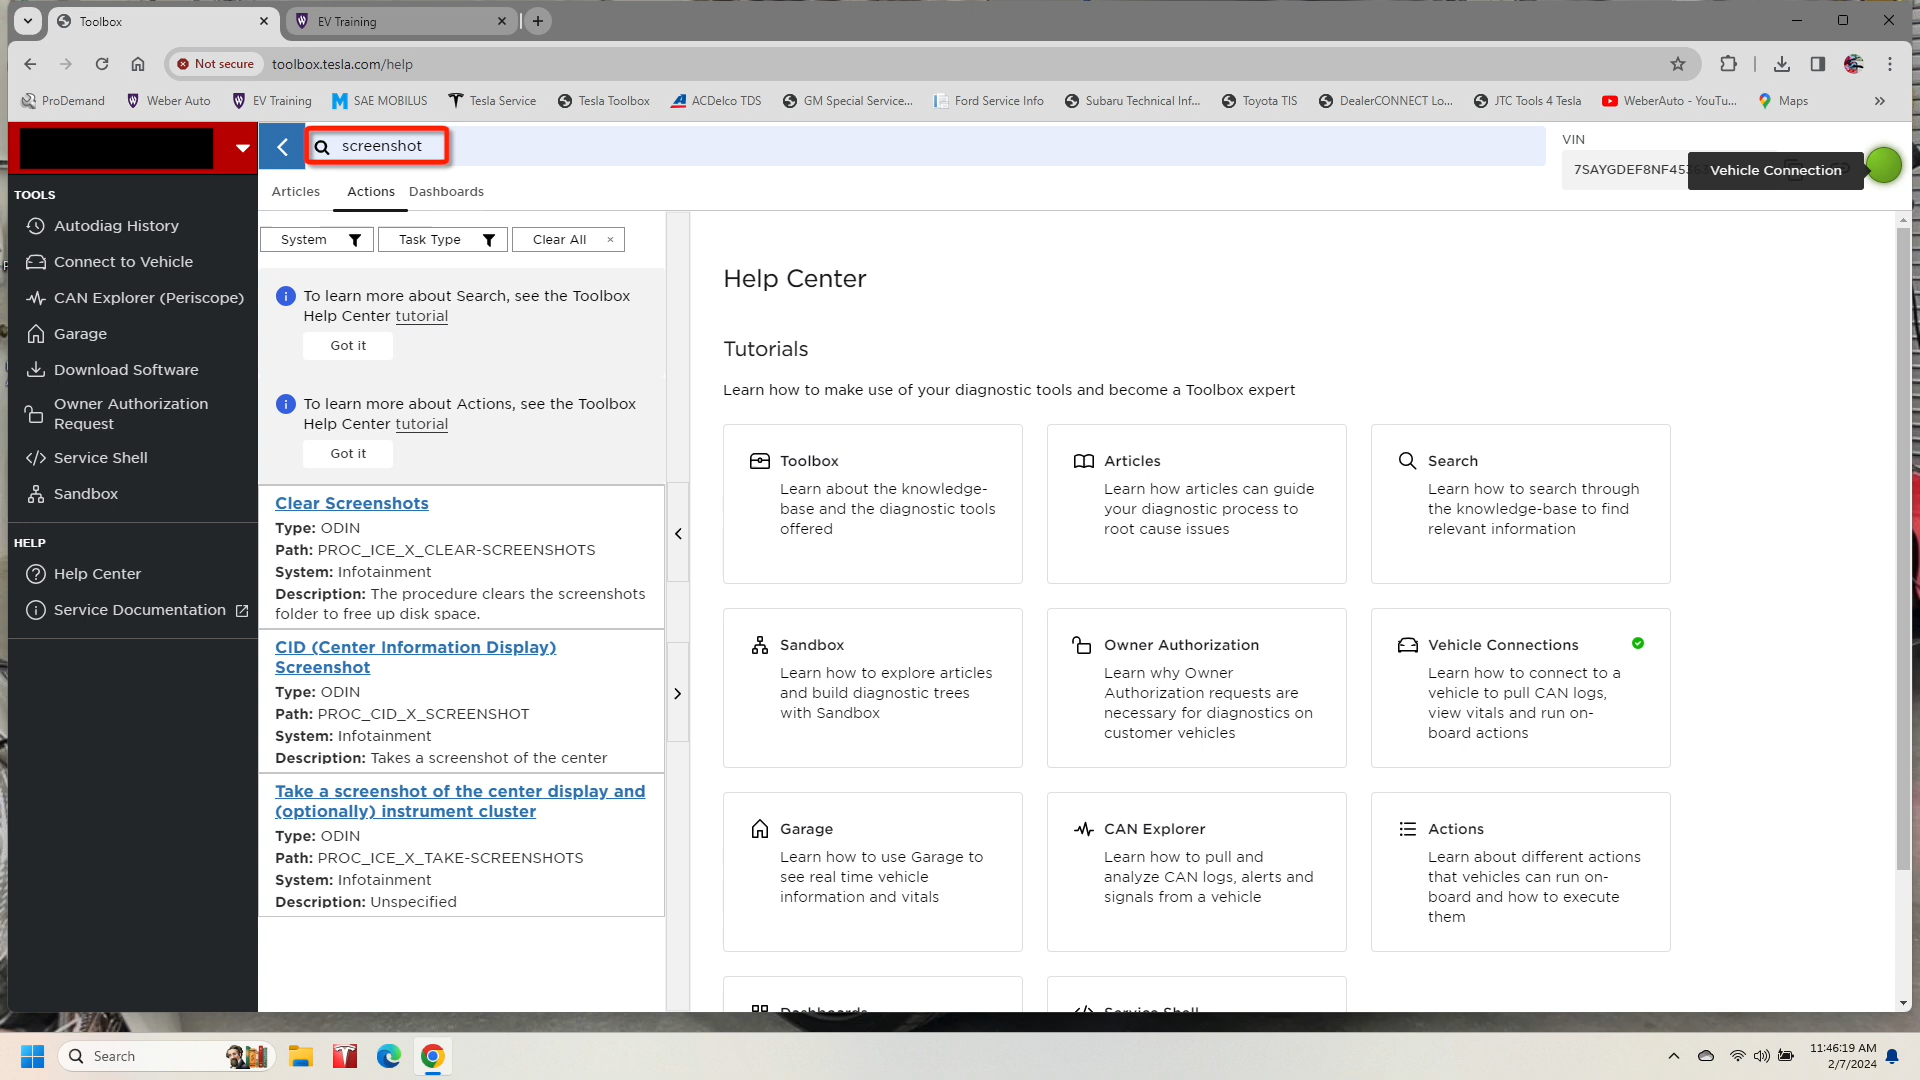 Toolbox
EV Training
Not secure
toolbox.tesla.com/help
ProDemand
Weber Auto
EV Training
SAE MOBILUS
Tesla Service
Tesla Toolbox
ACDelco TDS
GM Special Service...
Ford Service Info
Subaru Technical Inf...
Toyota TIS
DealerCONNECT Lo...
JTC Tools 4 Tesla
WeberAuto - YouTu...
Maps
screenshot
VIN
7SAYGDEF8NF45
Vehicle Connection
Articles
Actions
Dashboards
TOOLS
Autodiag History
Connect to Vehicle
CAN Explorer (Periscope)
Garage
Download Software
Owner Authorization
Request
Service Shell
Sandbox
HELP
Help Center
Service Documentation
System
Task Type
Clear All ×
To learn more about Search, see the Toolbox
Help Center tutorial
Got it
To learn more about Actions, see the Toolbox
Help Center tutorial
Got it
Clear Screenshots
Type: ODIN
Path: PROC_ICE_X_CLEAR-SCREENSHOTS
System: Infotainment
Description: The procedure clears the screenshots
folder to free up disk space.
CID (Center Information Display)
Screenshot
Type: ODIN
Path: PROC_CID_X_SCREENSHOT
System: Infotainment
Description: Takes a screenshot of the center
Take a screenshot of the center display and
(optionally) instrument cluster
Type: ODIN
Path: PROC_ICE_X_TAKE-SCREENSHOTS
System: Infotainment
Description: Unspecified
Help Center
Tutorials
Learn how to make use of your diagnostic tools and become a Toolbox expert
Toolbox
Learn about the knowledge-
base and the diagnostic tools
offered
Articles
Learn how articles can guide
your diagnostic process to
root cause issues
Search
Learn how to search through
the knowledge-base to find
relevant information
Sandbox
Learn how to explore articles
and build diagnostic trees
with Sandbox
Owner Authorization
Learn why Owner
Authorization requests are
necessary for diagnostics on
customer vehicles
Vehicle Connections
Learn how to connect to a
vehicle to pull CAN logs,
view vitals and run on-
board actions
Garage
Learn how to use Garage to
see real time vehicle
information and vitals
CAN Explorer
Learn how to pull and
analyze CAN logs, alerts and
signals from a vehicle
Actions
Learn about different actions
that vehicles can run on-
board and how to execute
them
Dashboards
Service Shell
Search
11:46:19 AM
2/7/2024